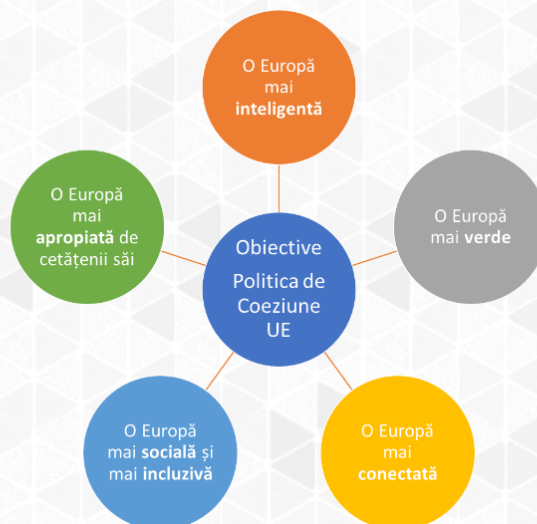 O Europă
mai
inteligentă
O Europă
mai
apropiată de
cetățenii săi
O Europă
mai verde
Obiective
Politica de
Coeziune
UE
O Europă
mai socială și
mai incluzivă
O Europă
mai
conectată